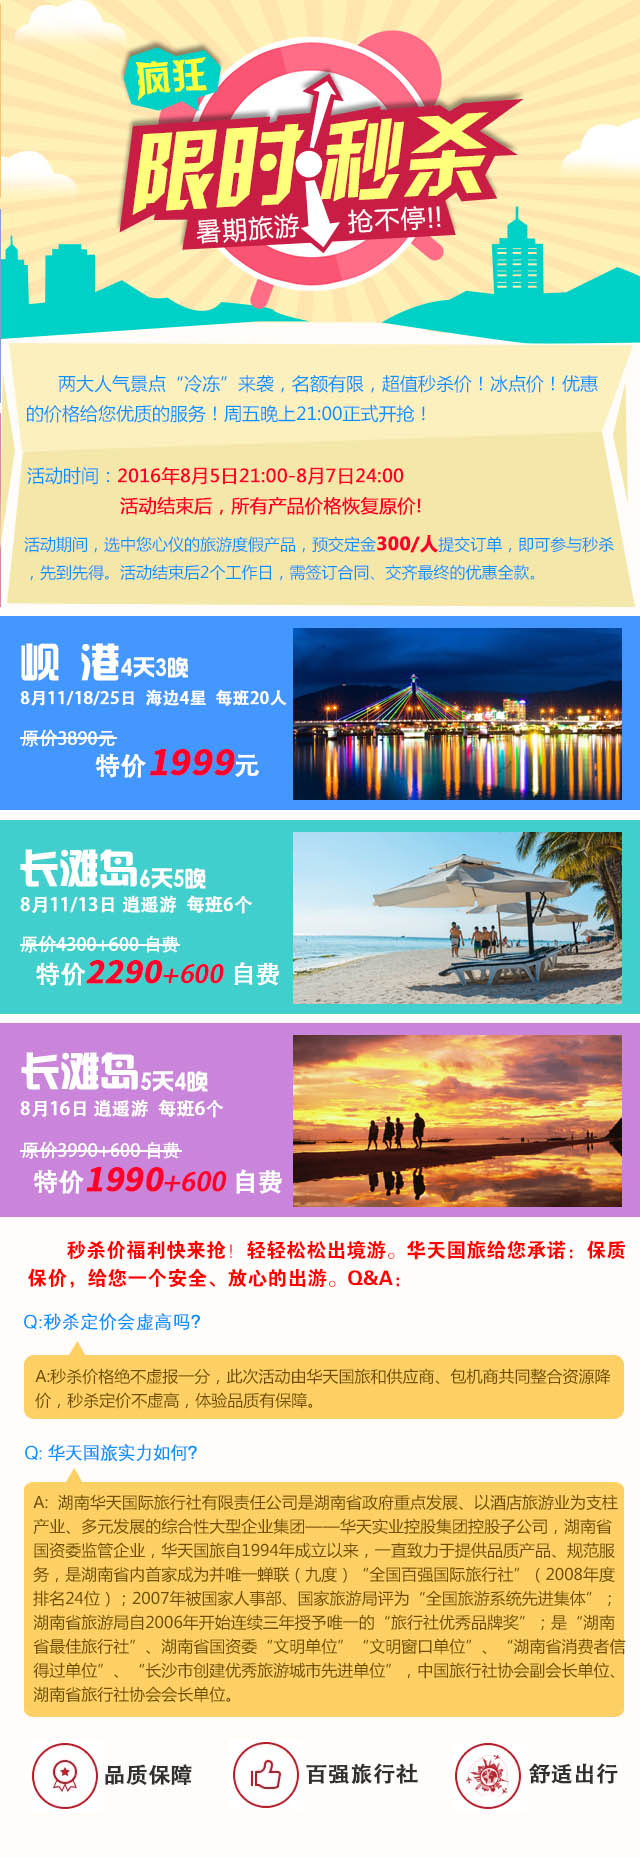 疯狂
限时秒杀
暑期旅游 抢不停!!
两大人气景点“冷冻”来袭，名额有限，超值秒杀价！冰点价！优惠
的价格给您优质的服务！周五晚上21:00正式开抢！
活动时间：2016年8月5日21:00-8月7日24:00
活动结束后，所有产品价格恢复原价!
活动期间，选中您心仪的旅游度假产品，预交定金300/人提交订单，即可参与秒杀
，先到先得。活动结束后2个工作日，需签订合同、交齐最终的优惠全款。
岘 港4天3晚
8月11/18/25日 海边4星 每班20人
原价3890元
特价1999元
长滩岛6天5晚
8月11/13日 逍遥游 每班6个
原价4300+600 自费
特价2290+600 自费
长滩岛5天4晚
8月16日 逍遥游 每班6个
原价3990+600 自费
特价1990+600 自费
秒杀价福利快来抢！轻轻松松出境游。华天国旅给您承诺：保质
保价，给您一个安全、放心的出游。Q&A：
Q:秒杀定价会虚高吗?
A:秒杀价格绝不虚报一分，此次活动由华天国旅和供应商、包机商共同整合资源降
价，秒杀定价不虚高，体验品质有保障。
Q: 华天国旅实力如何?
A: 湖南华天国际旅行社有限责任公司是湖南省政府重点发展、以酒店旅游业为支柱
产业、多元发展的综合性大型企业集团——华天实业控股集团控股子公司，湖南省
国资委监管企业，华天国旅自1994年成立以来，一直致力于提供品质产品、规范服
务，是湖南省内首家成为并唯一蝉联（九度）“全国百强国际旅行社”（2008年度
排名24位）；2007年被国家人事部、国家旅游局评为“全国旅游系统先进集体”；
湖南省旅游局自2006年开始连续三年授予唯一的“旅行社优秀品牌奖”；是“湖南
省最佳旅行社”、湖南省国资委“文明单位”“文明窗口单位”、“湖南省消费者信
得过单位”、“长沙市创建优秀旅游城市先进单位”，中国旅行社协会副会长单位、
湖南省旅行社协会会长单位。
品质保障 百强旅行社 舒适出行